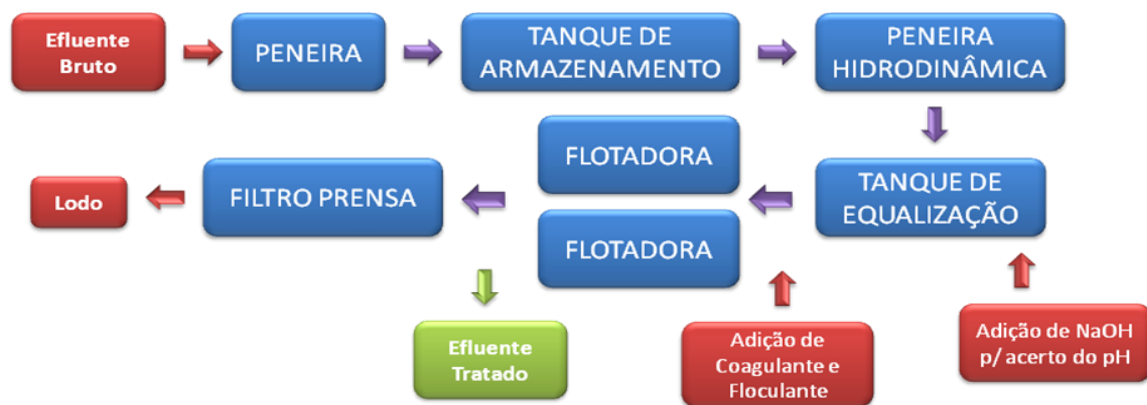 Efluente
Bruto
PENEIRA
TANQUE DE
ARMAZENAMENTO
PENEIRA
HIDRODINÂMICA
TANQUE DE
EQUALIZAÇÃO
FLOTADORA
FLOTADORA
FILTRO PRENSA
Lodo
Efluente
Tratado
Adição de
Coagulante e
Floculante
Adição de NaOH
p/ acerto do pH